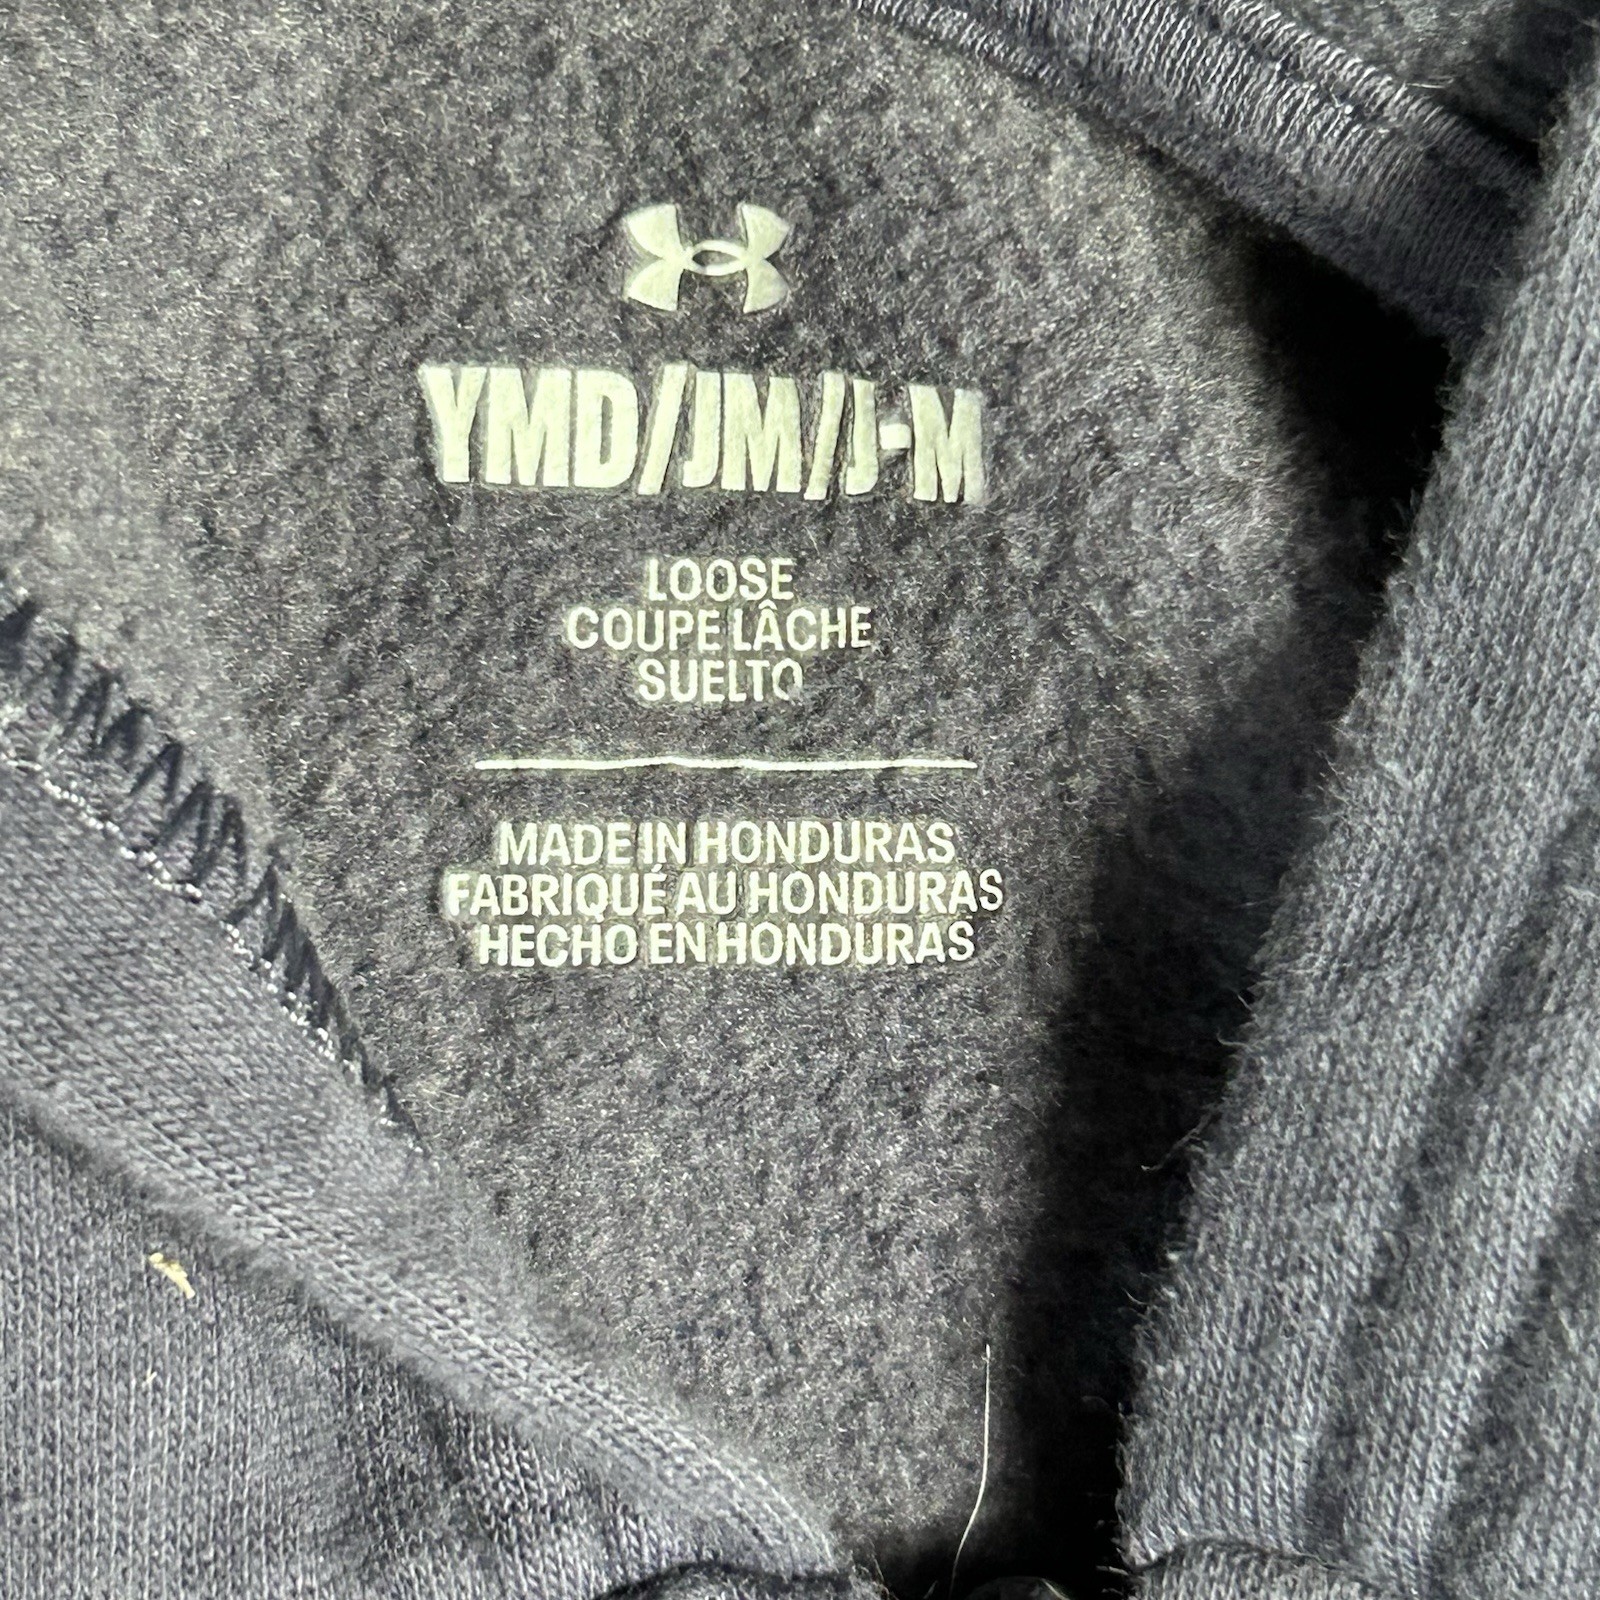 YMD/JM/J-M
LOOSE
COUPE LÂCHE
SUELTO
MADE IN HONDURAS
FABRIQUÉ AU HONDURAS
HECHO EN HONDURAS